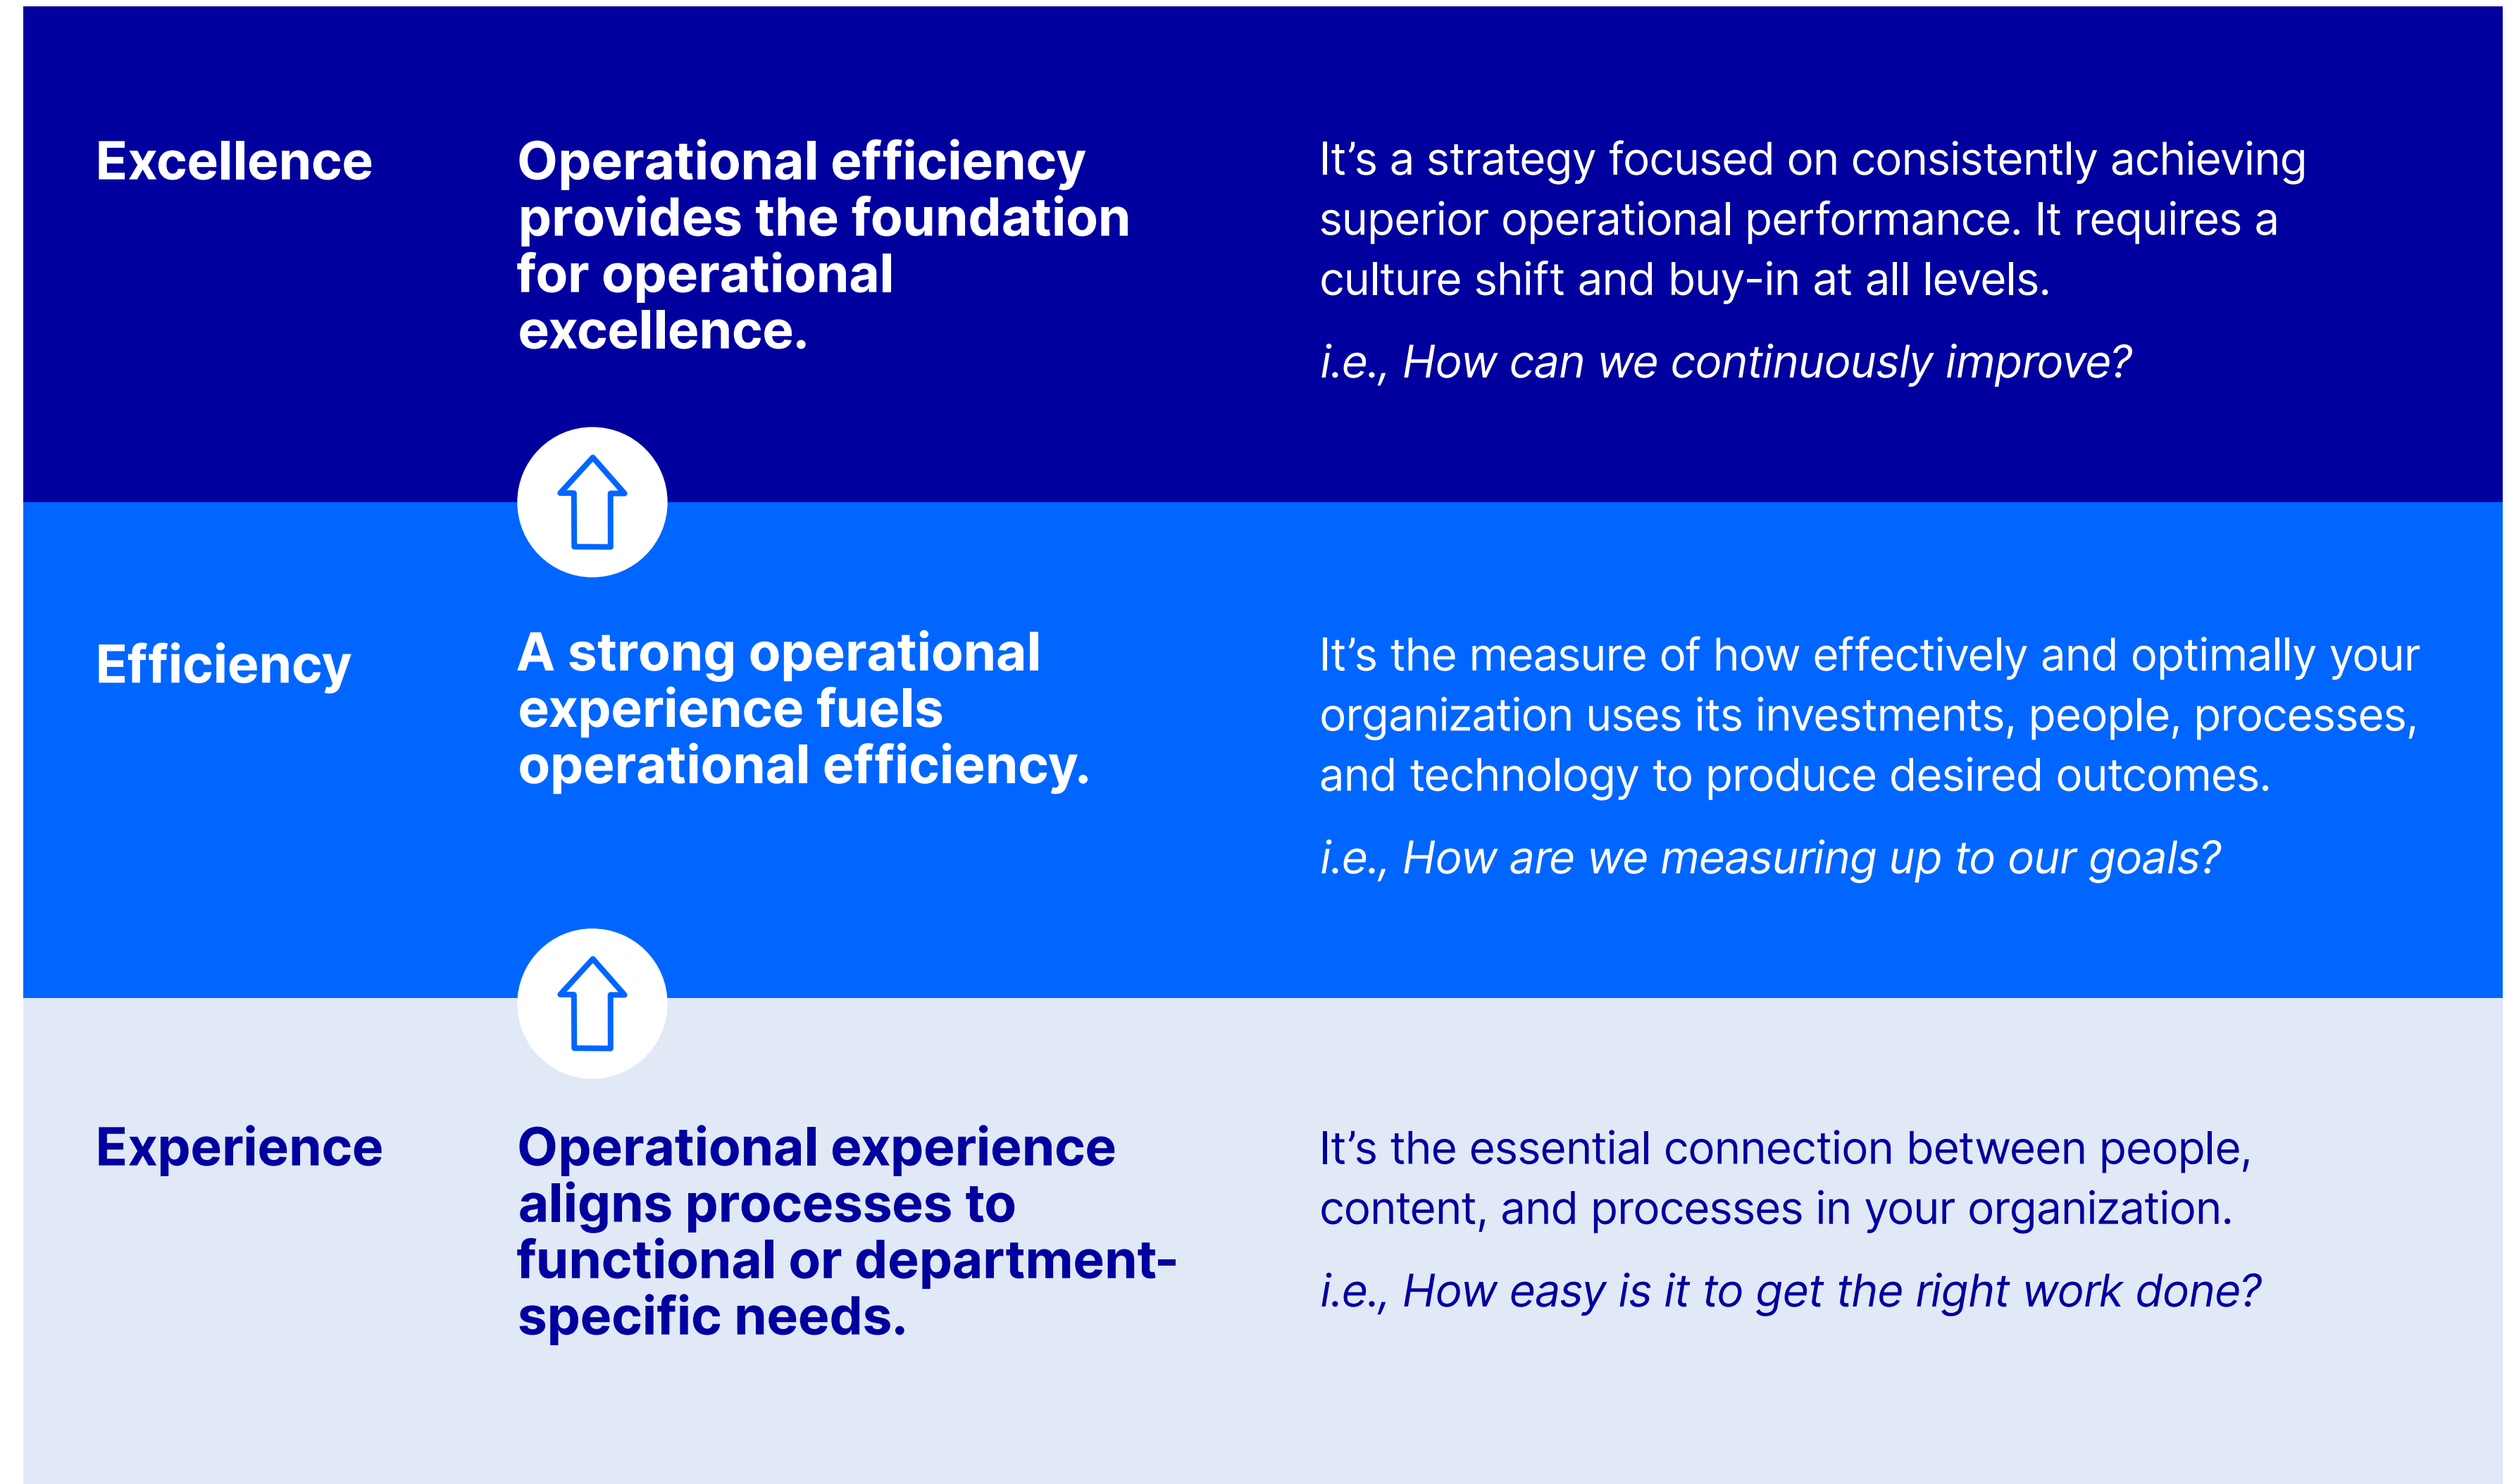 Excellence
Operational efficiency
provides the foundation
for operational
excellence.
It’s a strategy focused on consistently achieving
superior operational performance. It requires a
culture shift and buy-in at all levels.
i.e., How can we continuously improve?
Efficiency
A strong operational
experience fuels
operational efficiency.
It’s the measure of how effectively and optimally your
organization uses its investments, people, processes,
and technology to produce desired outcomes.
i.e., How are we measuring up to our goals?
Experience
Operational experience
aligns processes to
functional or department-
specific needs.
It’s the essential connection between people,
content, and processes in your organization.
i.e., How easy is it to get the right work done?